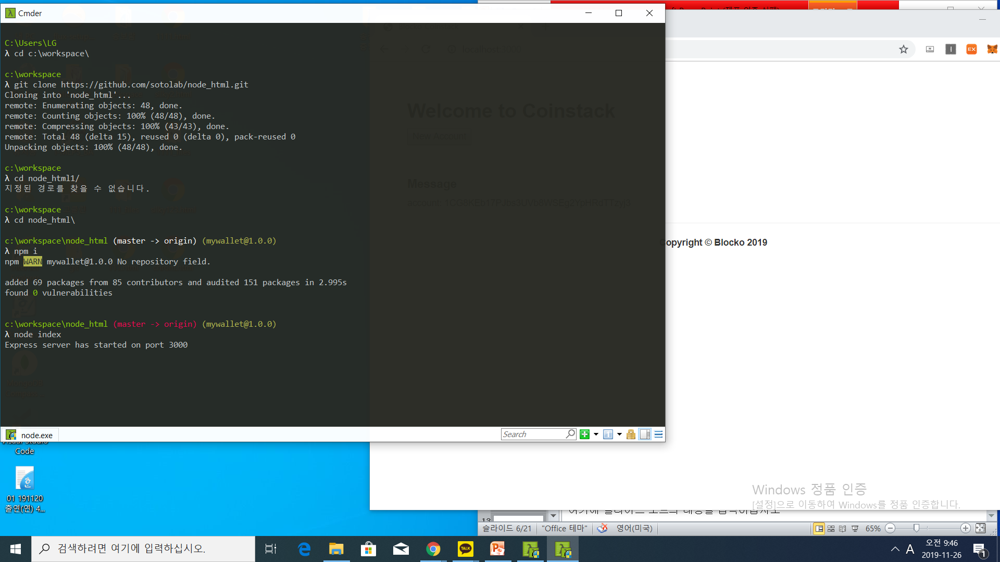 Cmder
C:\Users\LG
λ cd c:\workspace\
c:\workspace
λ git clone https://github.com/sotolab/node_html.git
Cloning into 'node_html'...
remote: Enumerating objects: 48, done.
remote: Counting objects: 100% (48/48), done.
remote: Compressing objects: 100% (43/43), done.
remote: Total 48 (delta 15), reused 0 (delta 0), pack-reused 0
Unpacking objects: 100% (48/48), done.
c:\workspace
λ cd node_html1/
지정된 경로를 찾을 수 없습니다.
c:\workspace
λ cd node_html\
c:\workspace\node_html (master -> origin) (mywallet@1.0.0)
λ npm i
npm WARN mywallet@1.0.0 No repository field.
added 69 packages from 85 contributors and audited 151 packages in 2.995s
found 0 vulnerabilities
c:\workspace\node_html (master -> origin) (mywallet@1.0.0)
λ node index
Express server has started on port 3000
localhost:3000
Welcome to Coinstack
New Account
Message
account:
Copyright © Blocko 2019
EX
node.exe
Search
Code
01 191120
출연(연) 4...
Windows 정품 인증
[설정]으로 이동하여 Windows를 정품 인증합니다.
슬라이드 6/21
"Office 테마"
영어(미국)
65%
검색하려면 여기에 입력하십시오.
TALK
A
오전 9:46
2019-11-26
1